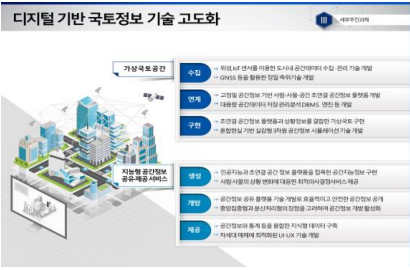 디지털 기반 국토정보 기술 고도화
III 세부추진과제
가상국토공간
수집
위성, IoT 센서를 이용한 도시내 공간데이터 수집·관리 기술 개발
GNSS 등을 활용한 정밀 측위기술 개발
연계
고정밀 공간정보 기반 사람-사물-공간 초연결 공간정보 플랫폼 개발
대용량 공간데이터 저장관리분석 DBMS 엔진 등 개발
구현
초연결 공간정보 플랫폼과 상황정보를 결합한 가상국토 구현
혼합현실 기반 실감형 3차원 공간정보 시뮬레이션 기술 개발
지능형 공간정보
공유·제공 서비스
생성
인공지능과 초연결 공간 정보 플랫폼을 접목한 공간지능정보 구현
사람·사물의 상황 변화에 대응한 최적의사결정서비스 제공
개방
공간정보 공유 플랫폼 기술 개발로 효율적이고 안전한 공간정보 공개
중앙집중형과 분산처리형의 장점을 고려하여 공간정보 개방 활성화
제공
공간정보와 통계 등을 융합한 지식형 데이터 구축
차세대 매체에 최적화된 UI·UX 기술 개발